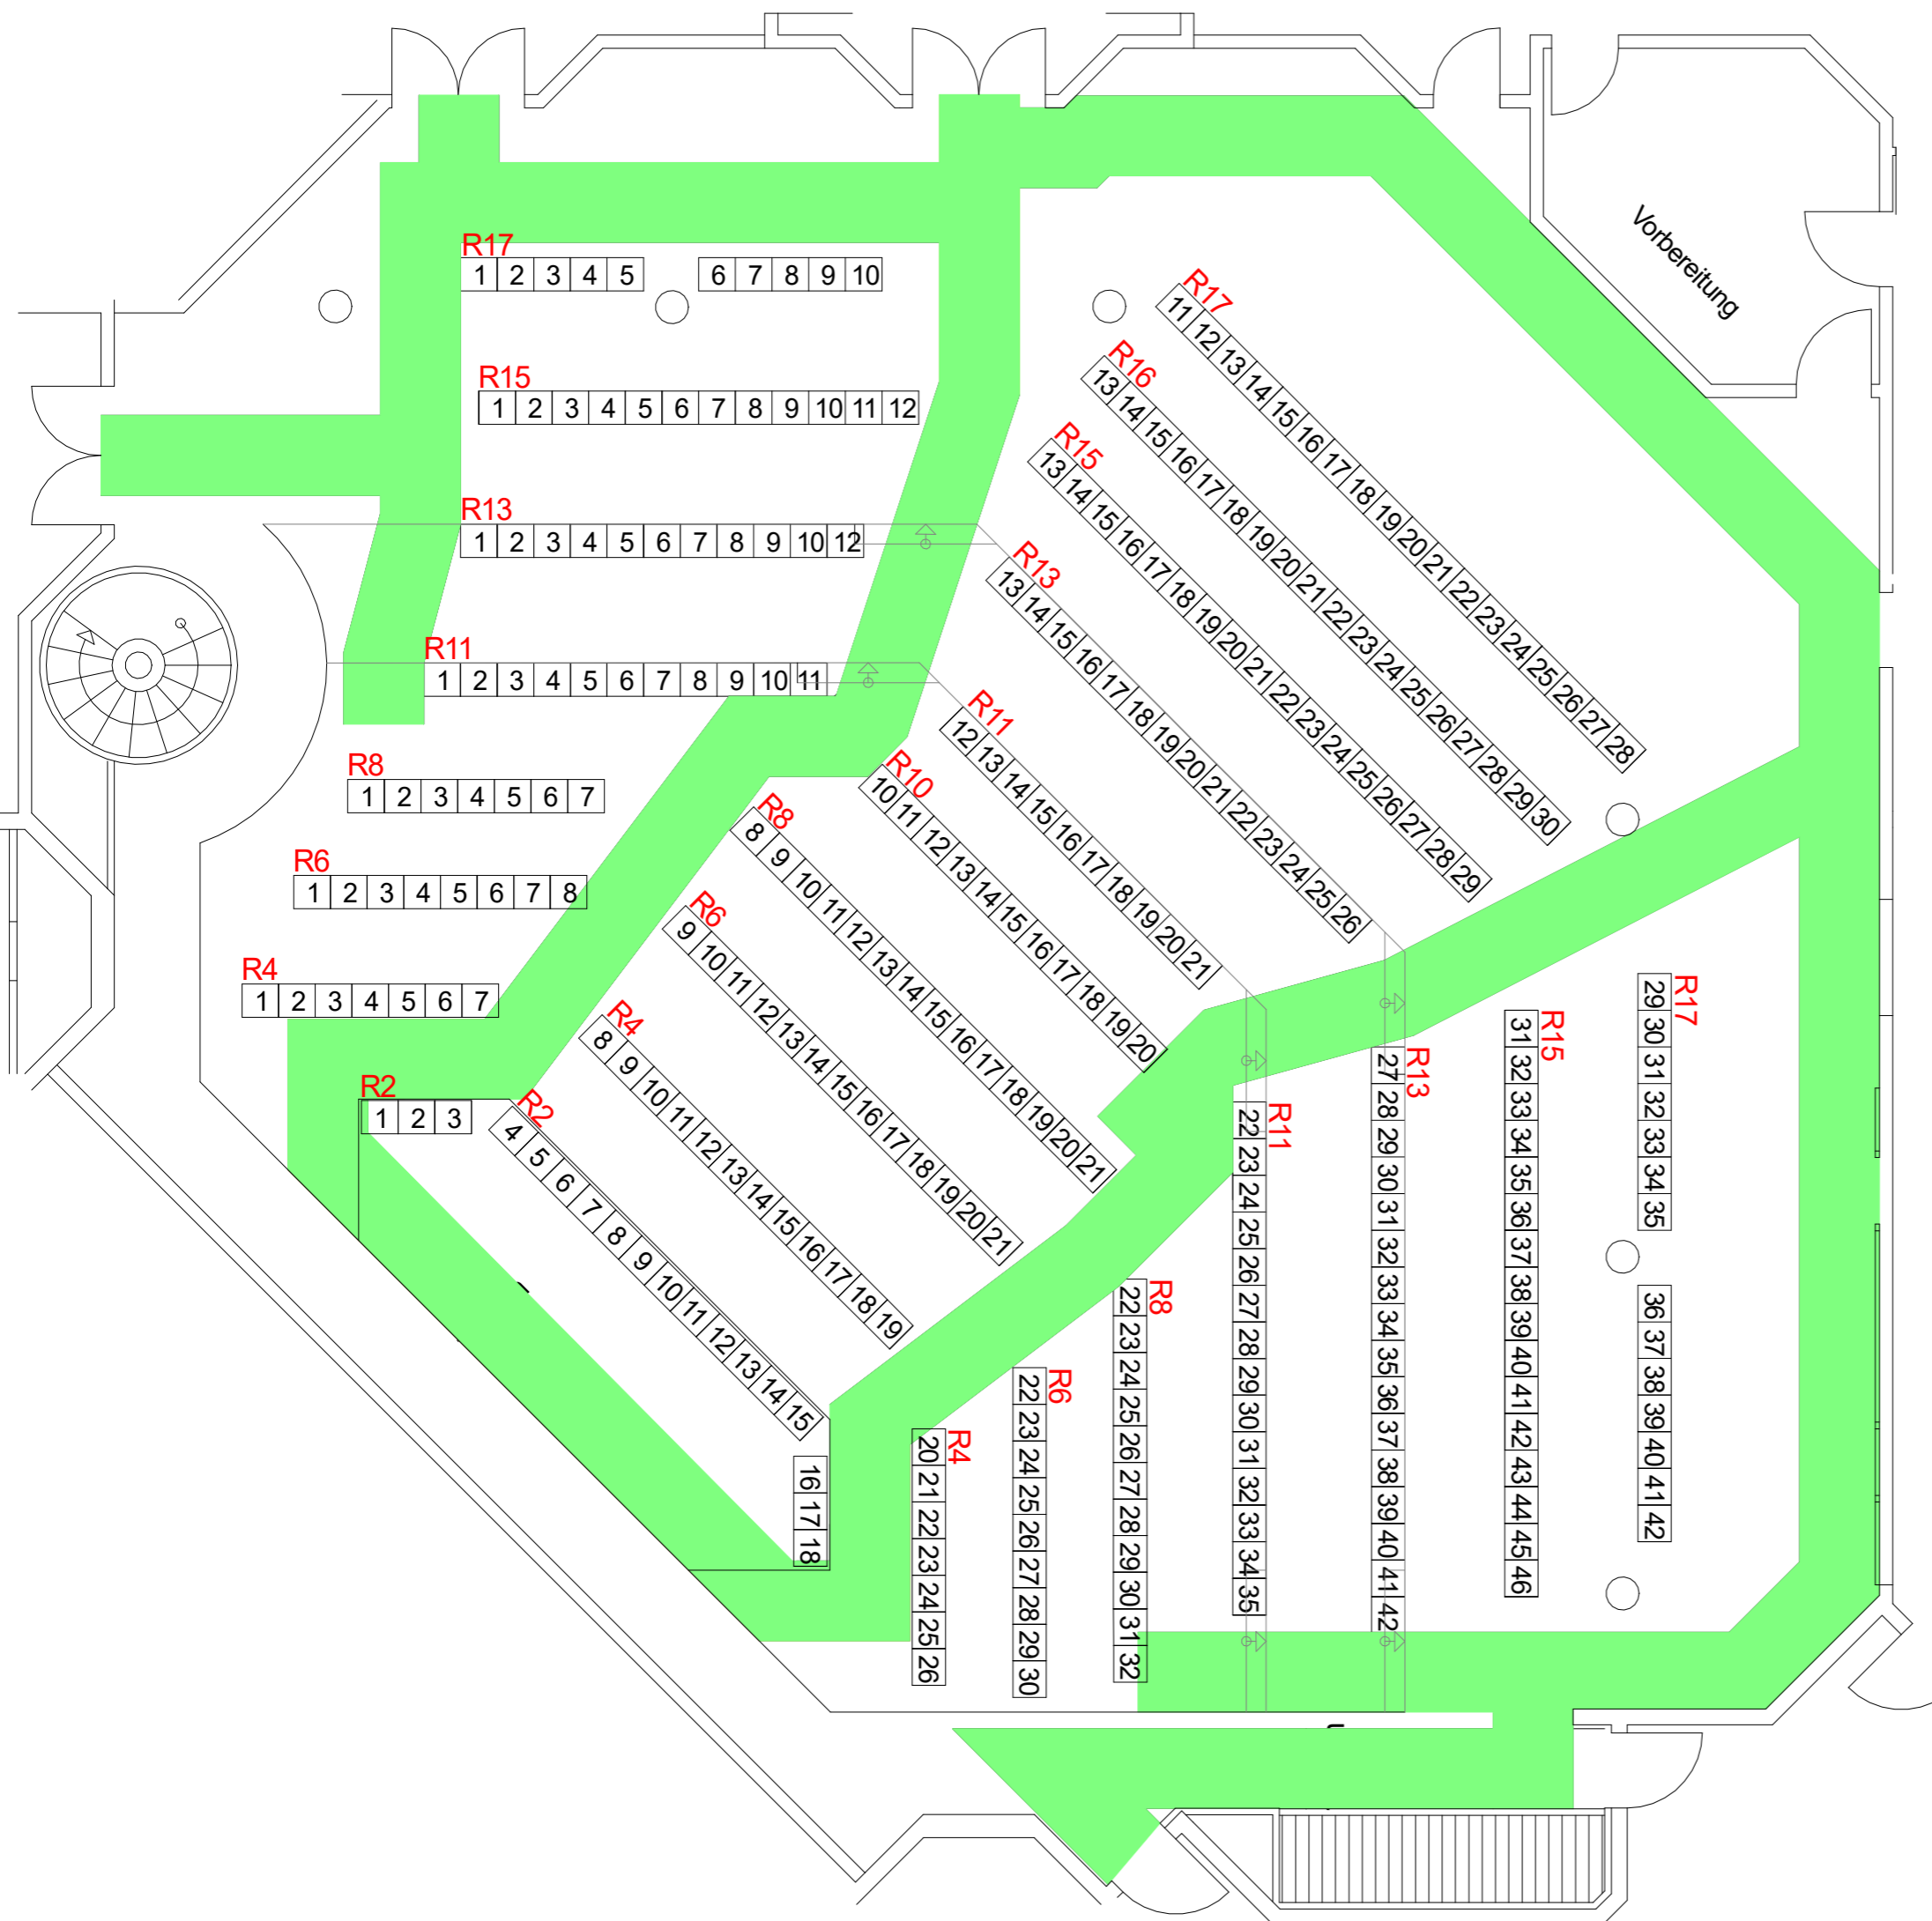 R17
1 2 3 4 5 6 7 8 9 10
R15
1 2 3 4 5 6 7 8 9 10 11 12
R13
1 2 3 4 5 6 7 8 9 10 12
R11
1 2 3 4 5 6 7 8 9 10 11
R8
1 2 3 4 5 6 7
R6
1 2 3 4 5 6 7 8
R4
1 2 3 4 5 6 7
R2
1 2 3
Vorbereitung
R17
11 12 13 14 15 16 17 18 19 20 21 22 23 24 25 26 27 28
R16
13 14 15 16 17 18 19 20 21 22 23 24 25 26 27 28 29 30
R15
13 14 15 16 17 18 19 20 21 22 23 24 25 26 27 28 29
R13
13 14 15 16 17 18 19 20 21 22 23 24 25 26
R11
12 13 14 15 16 17 18 19 20 21
R10
10 11 12 13 14 15 16 17 18 19 20
R8
8 9 10 11 12 13 14 15 16 17 18 19 20 21
R6
9 10 11 12 13 14 15 16 17 18 19 20 21
R4
8 9 10 11 12 13 14 15 16 17 18 19
R2
4 5 6 7 8 9 10 11 12 13 14 15
16 17 18
R17
29 30 31 32 33 34 35
36 37 38 39 40 41 42
R15
31 32 33 34 35 36 37 38 39 40 41 42 43 44 45 46
R13
27 28 29 30 31 32 33 34 35 36 37 38 39 40 41 42
R11
22 23 24 25 26 27 28 29 30 31 32 33 34 35
R8
22 23 24 25 26 27 28 29 30 31 32
R6
22 23 24 25 26 27 28 29 30
R4
20 21 22 23 24 25 26